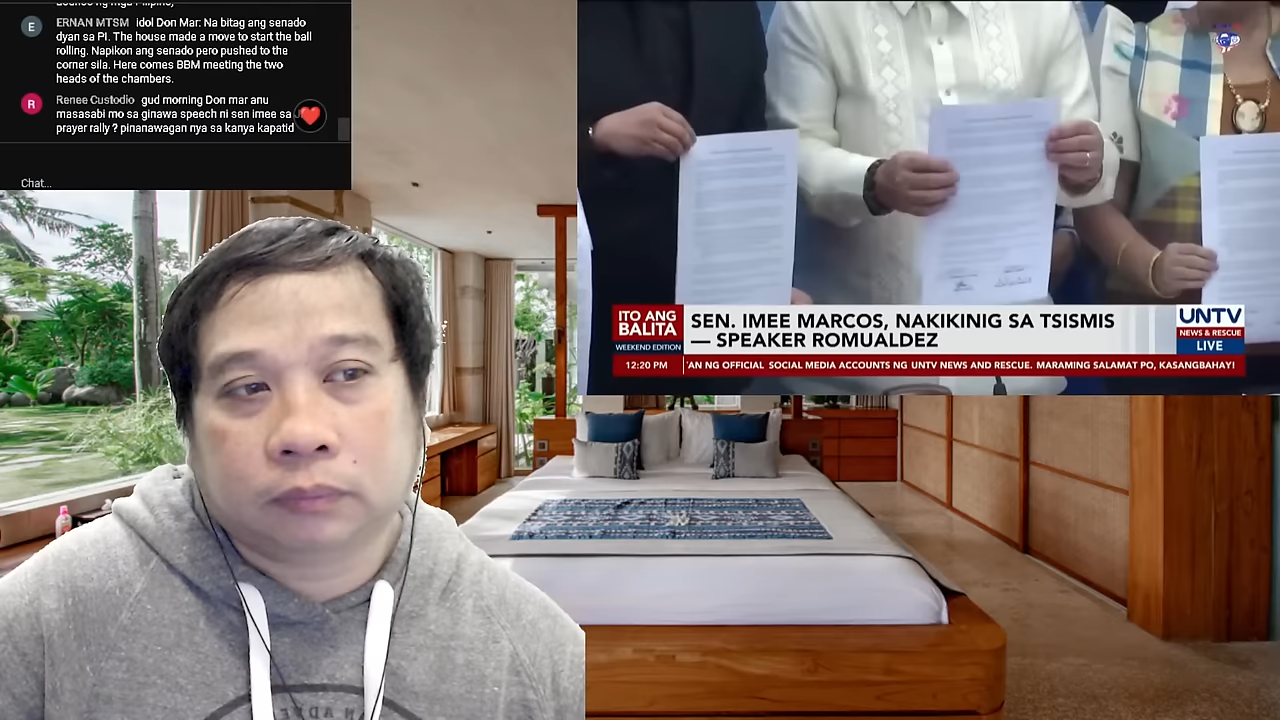 ERNAN MTSM idol Don Mar: Na bitag ang senado
dyan sa PI. The house made a move to start the ball
rolling. Napikon ang senado pero pushed to the
corner sila. Here comes BBM meeting the two
heads of the chambers.
Renee Custodio gud morning Don mar anu
masasabi mo sa ginawa speech ni sen imee sa
prayer rally ? pinanawagan nya sa kanya kapatid
Chat...
ITO ANG
BALITA
WEEKEND EDITION
SEN. IMEE MARCOS, NAKIKINIG SA TSISMIS
— SPEAKER ROMUALDEZ
UNTV
NEWS & RESCUE
LIVE
12:20 PM
'AN NG OFFICIAL SOCIAL MEDIA ACCOUNTS NG UNTV NEWS AND RESCUE. MARAMING SALAMAT PO, KASANGBAHAY!